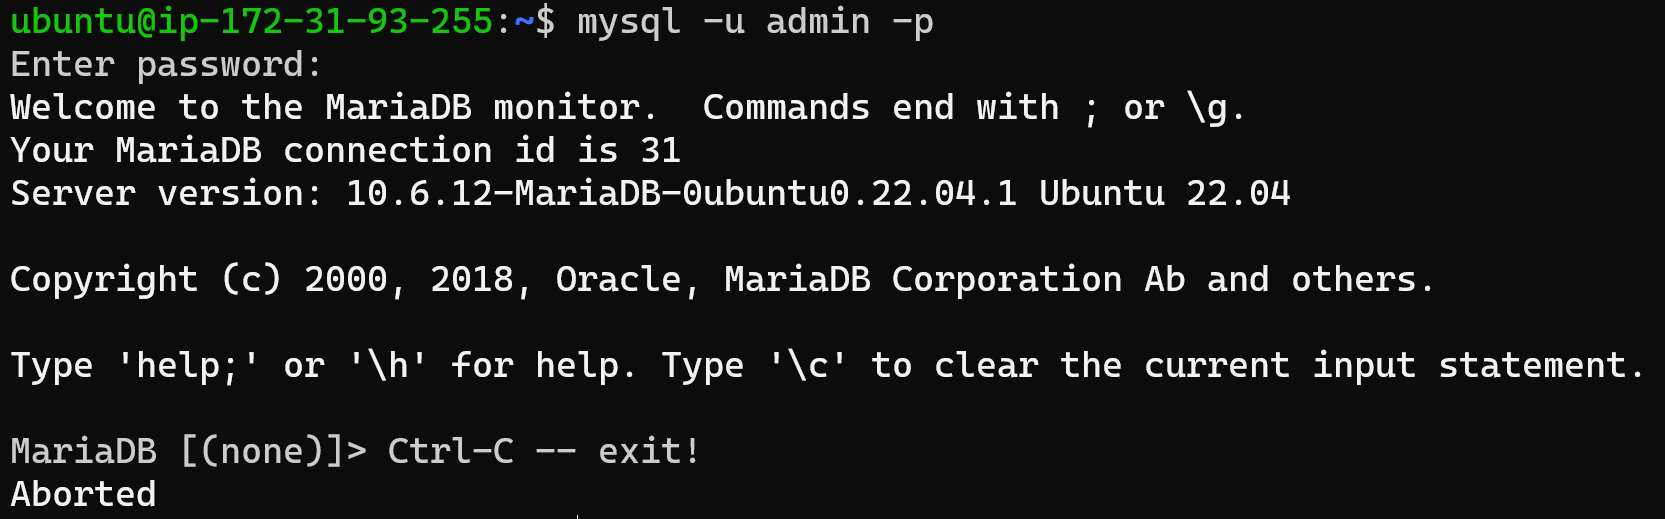 ubuntu@ip-172-31-93-255:~$ mysql -u admin -p
Enter password:
Welcome to the MariaDB monitor.  Commands end with ; or \g.
Your MariaDB connection id is 31
Server version: 10.6.12-MariaDB-0ubuntu0.22.04.1 Ubuntu 22.04
Copyright (c) 2000, 2018, Oracle, MariaDB Corporation Ab and others.
Type 'help;' or '\h' for help. Type '\c' to clear the current input statement.
MariaDB [(none)]> Ctrl-C -- exit!
Aborted